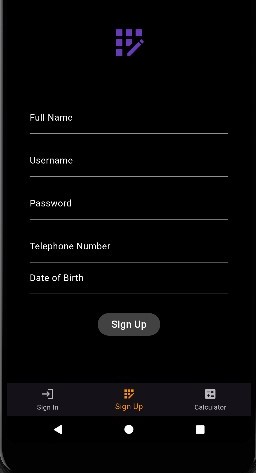 Full Name
Username
Password
Telephone Number
Date of Birth
Sign Up
Sign In
Sign Up
Calculator